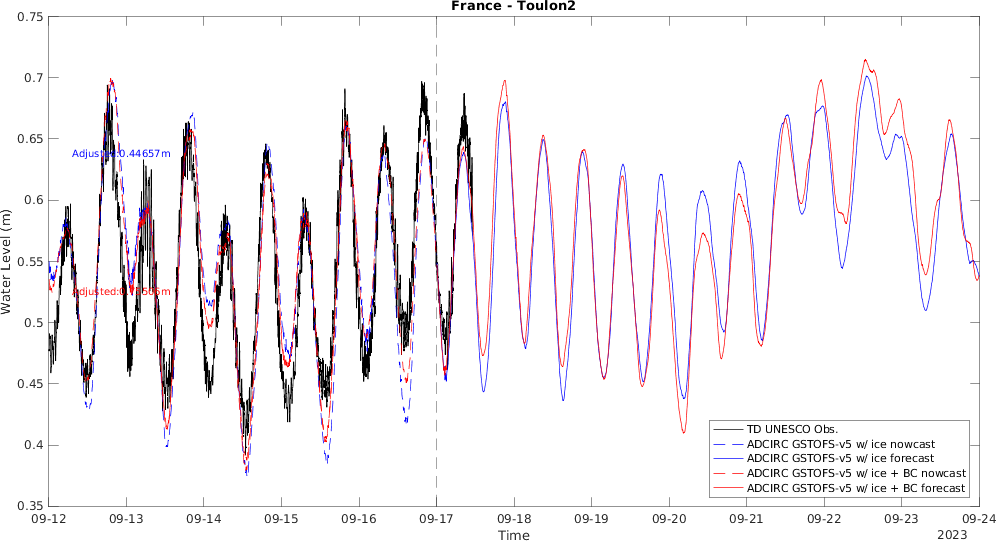 France - Toulon2
0.75
0.7
0.65
0.6
0.55
0.5
0.45
0.4
0.35
Water Level (m)
Adjusted:0.44657m
TD UNESCO Obs.
ADCIRC GSTOFS-v5 w/ ice nowcast
ADCIRC GSTOFS-v5 w/ ice forecast
ADCIRC GSTOFS-v5 w/ ice + BC nowcast
ADCIRC GSTOFS-v5 w/ ice + BC forecast
09-12 09-13 09-14 09-15 09-16 09-17 09-18 09-19 09-20 09-21 09-22 09-23 09-24
Time
2023